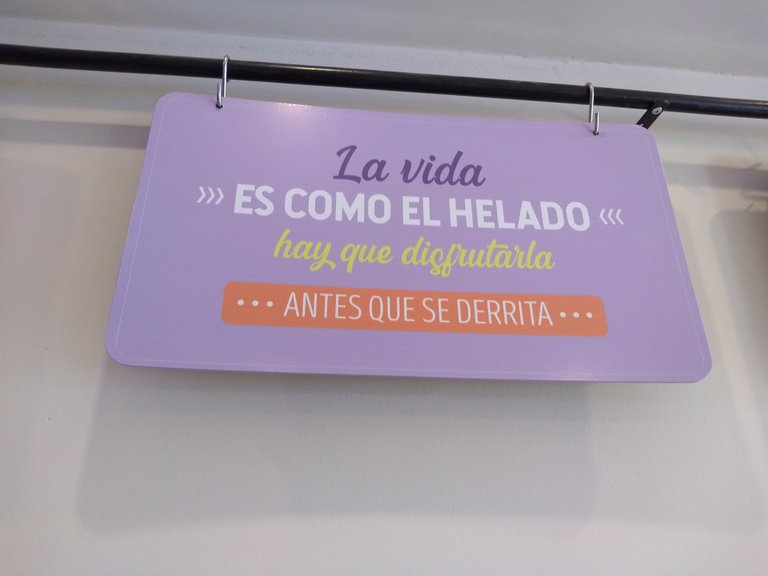 La vida
››› ES COMO EL HELADO ‹‹‹
hay que disfrutarla
••• ANTES QUE SE DERRITA •••